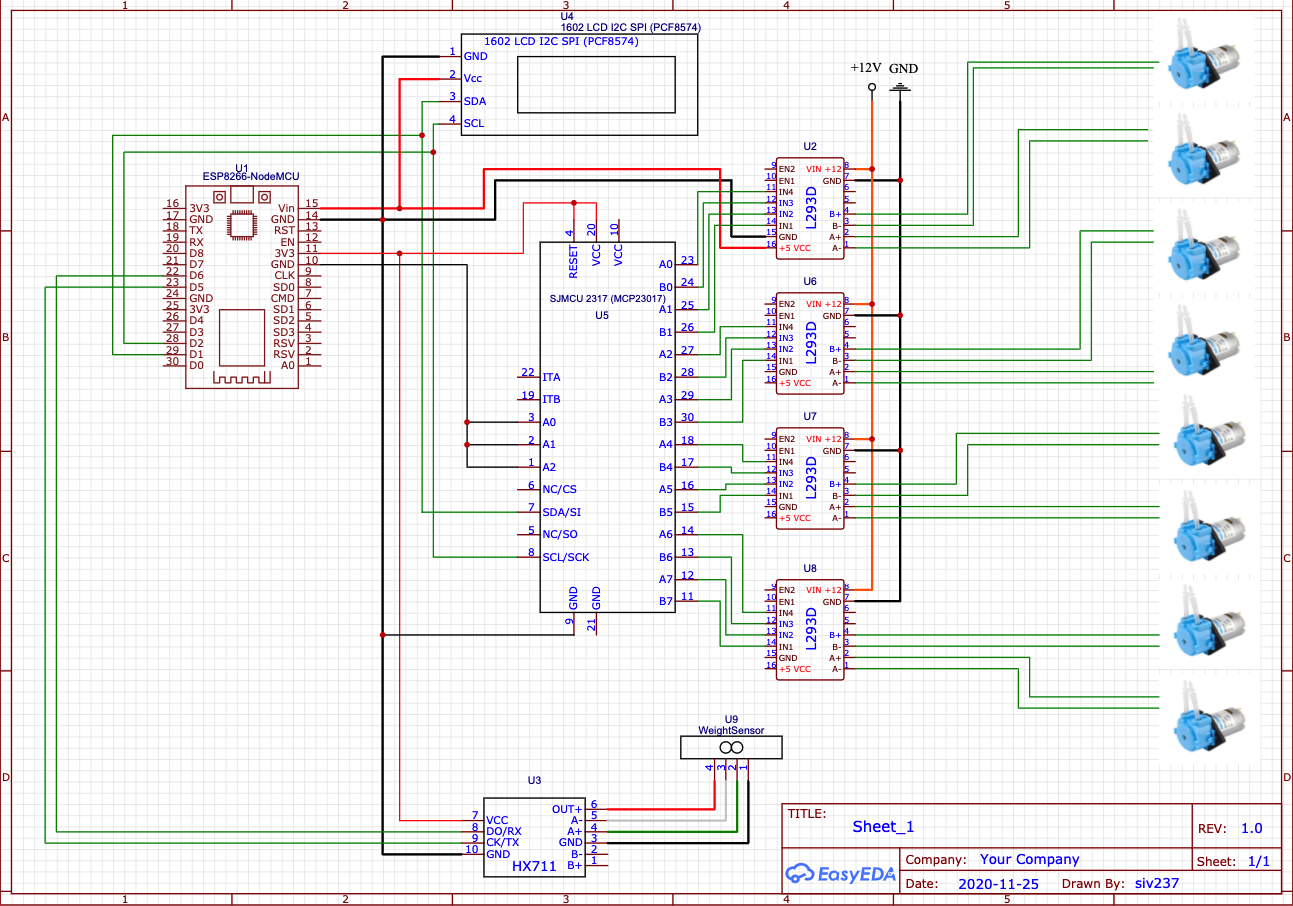 1 2 3 4 5
U4
1602 LCD I2C SPI (PCF8574)
1602 LCD I2C SPI (PCF8574)
1 GND
2 Vcc
3 SDA
4 SCL
+12V GND
A A
U1
ESP8266-NodeMCU
16 3V3 Vin 15
17 GND GND 14
18 TX RST 13
19 RX EN 12
20 D8 3V3 11
21 D7 GND 10
22 D6 CLK 9
23 D5 SD0 8
24 GND CMD 7
25 3V3 SD1 6
26 D4 SD2 5
27 D3 SD3 4
28 D2 RSV 3
29 D1 RSV 2
30 D0 A0 1
4 20 10
RESET VCC VCC
SJMCU 2317 (MCP23017)
U5
A0 23
B0 24
A1 25
B1 26
A2 27
22 ITA B2 28
19 ITB A3 29
3 A0 B3 30
2 A1 A4 18
1 A2 B4 17
6 NC/CS A5 16
7 SDA/SI B5 15
5 NC/SO A6 14
8 SCL/SCK B6 13
A7 12
B7 11
GND GND
9 21
U2
L293D
9 EN2 VIN +12 8
10 EN1 GND 7
11 IN4 6
12 IN3 5
13 IN2 B+ 4
14 IN1 B- 3
15 GND A+ 2
16 +5 VCC A- 1
U6
L293D
9 EN2 VIN +12 8
10 EN1 GND 7
11 IN4 6
12 IN3 5
13 IN2 B+ 4
14 IN1 B- 3
15 GND A+ 2
16 +5 VCC A- 1
B B
U7
L293D
9 EN2 VIN +12 8
10 EN1 GND 7
11 IN4 6
12 IN3 5
13 IN2 B+ 4
14 IN1 B- 3
15 GND A+ 2
16 +5 VCC A- 1
C C
U8
L293D
9 EN2 VIN +12 8
10 EN1 GND 7
11 IN4 6
12 IN3 5
13 IN2 B+ 4
14 IN1 B- 3
15 GND A+ 2
16 +5 VCC A- 1
U9
WeightSensor
4 3 2 1
D D
U3
HX711
OUT+ 6
7 VCC A- 5
8 DO/RX A+ 4
9 CK/TX GND 3
10 GND B- 2
B+ 1
TITLE:
Sheet_1
REV: 1.0
EasyEDA
Company: Your Company
Sheet: 1/1
Date: 2020-11-25 Drawn By: siv237
1 2 3 4 5